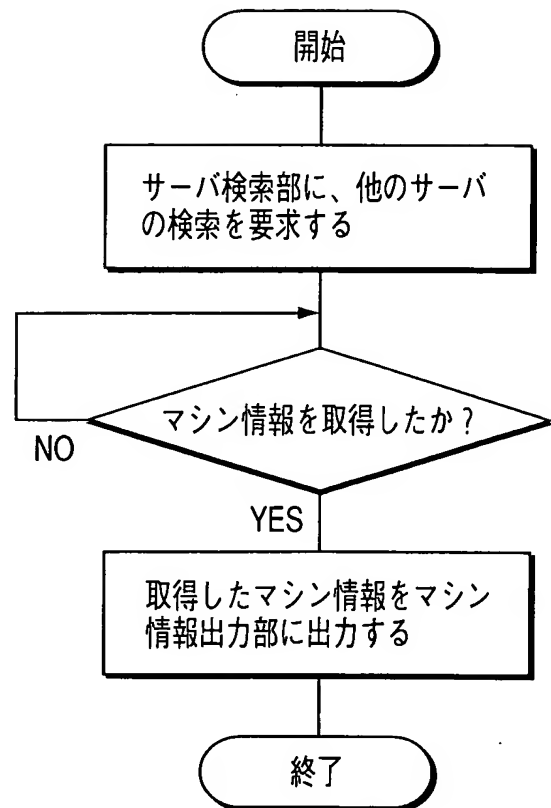 開始
サーバ検索部に、他のサーバ
の検索を要求する
マシン情報を取得したか？
NO
YES
取得したマシン情報をマシン
情報出力部に出力する
終了